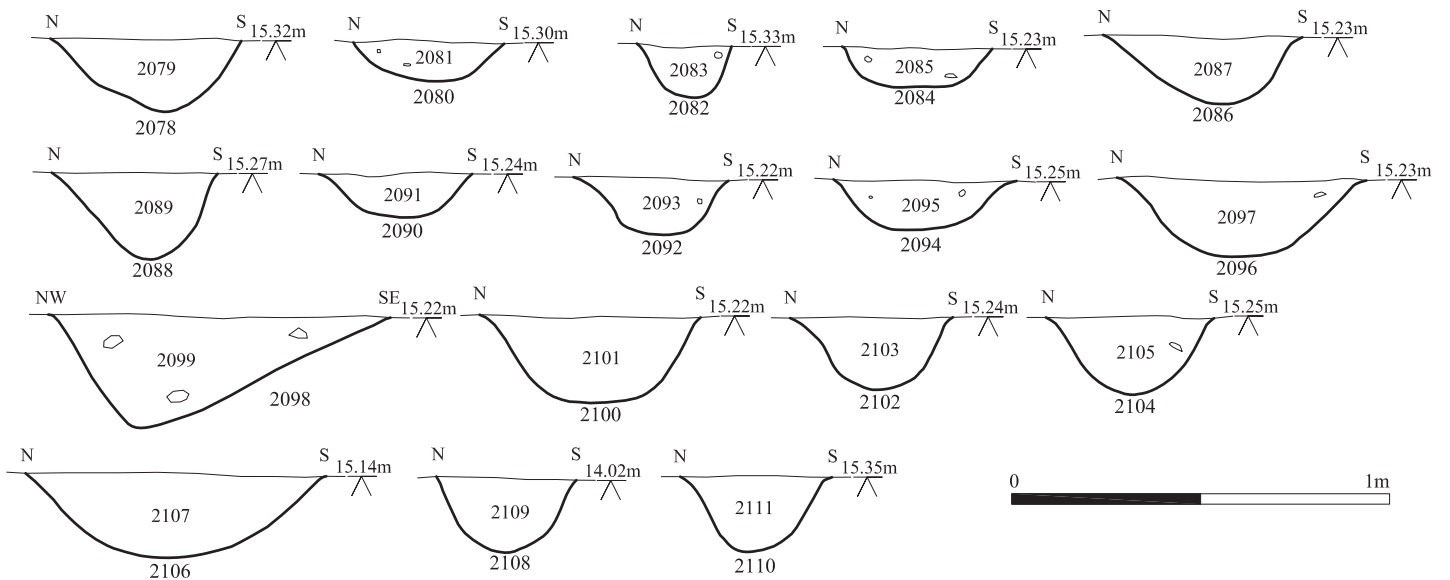 N S 15.32m
2079
2078
N S 15.30m
2081
2080
N S 15.33m
2083
2082
N S 15.23m
2085
2084
N S 15.23m
2087
2086
N S 15.27m
2089
2088
N S 15.24m
2091
2090
N S 15.22m
2093
2092
N S 15.25m
2095
2094
N S 15.23m
2097
2096
NW SE 15.22m
2099
2098
N S 15.22m
2101
2100
N S 15.24m
2103
2102
N S 15.25m
2105
2104
N S 15.14m
2107
2106
N S 14.02m
2109
2108
N S 15.35m
2111
2110
0 1m